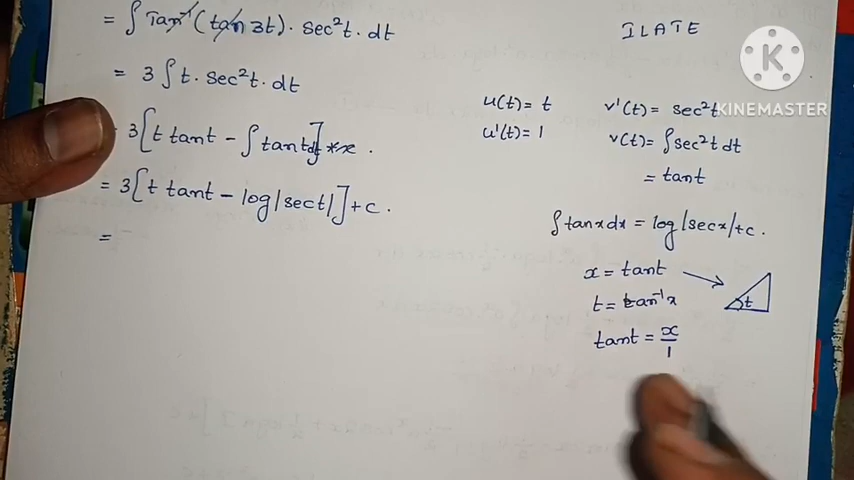 = ∫ Tan⁻¹ (tan 3t) · sec²t · dt
= 3 ∫ t · sec²t · dt
3 [ t tant - ∫ tant dt ] + c .
= 3 [ t tant - log |sect| ] + c .
=
ILATE
u(t) = t
u'(t) = 1
v'(t) = sec²t
v(t) = ∫ sec²t dt
= tant
∫ tanx dx = log |secx| + c .
x = tant
t = tan⁻¹x
tant = x/1
t
KINEMASTER